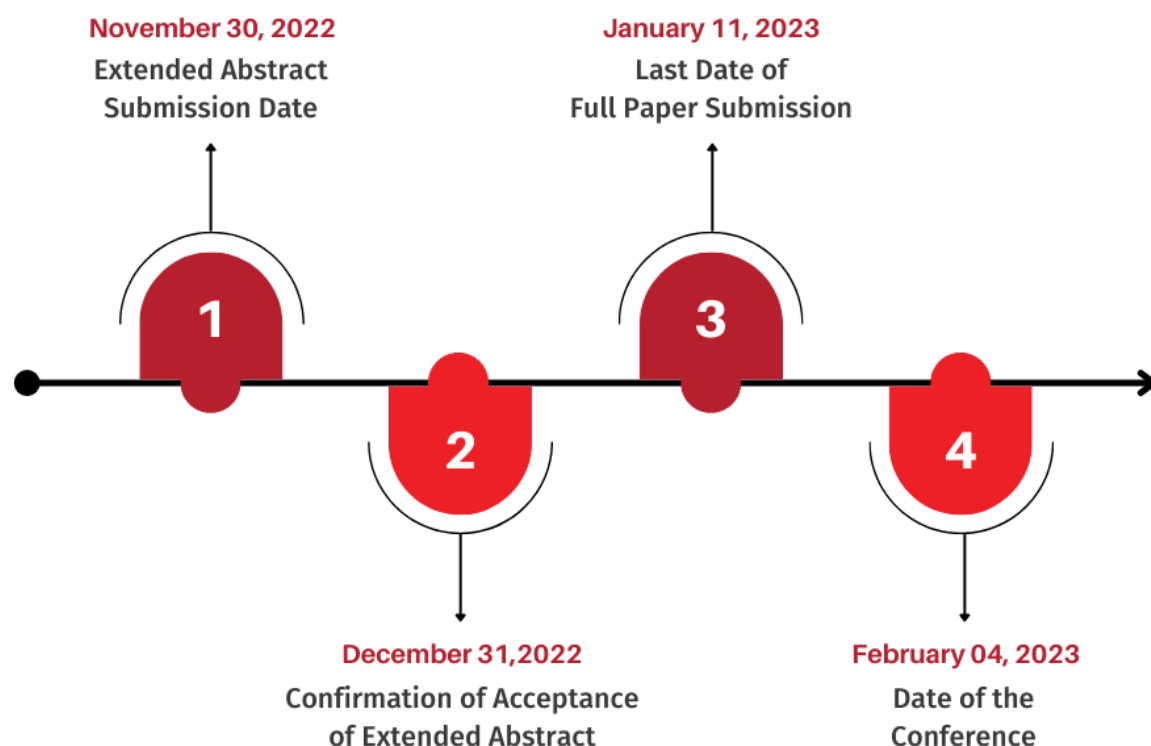 November 30, 2022
Extended Abstract
Submission Date
January 11, 2023
Last Date of
Full Paper Submission
1
3
2
4
December 31,2022
Confirmation of Acceptance
of Extended Abstract
February 04, 2023
Date of the
Conference